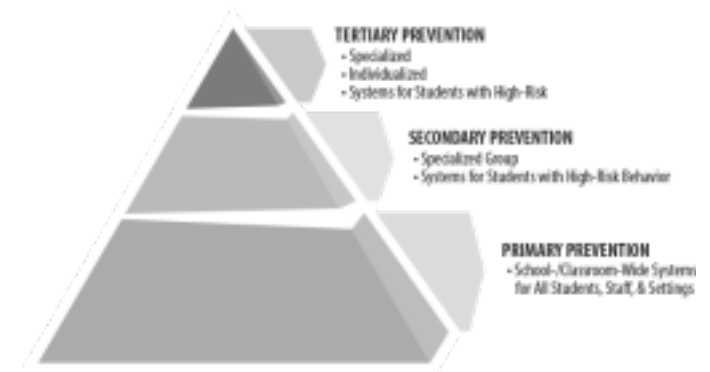 TERTIARY PREVENTION
• Specialized
• Individualized
• Systems for Students with High-Risk
SECONDARY PREVENTION
• Specialized Group
• Systems for Students with High-Risk Behavior
PRIMARY PREVENTION
• School-/Classroom-Wide Systems
for All Students, Staff, & Settings